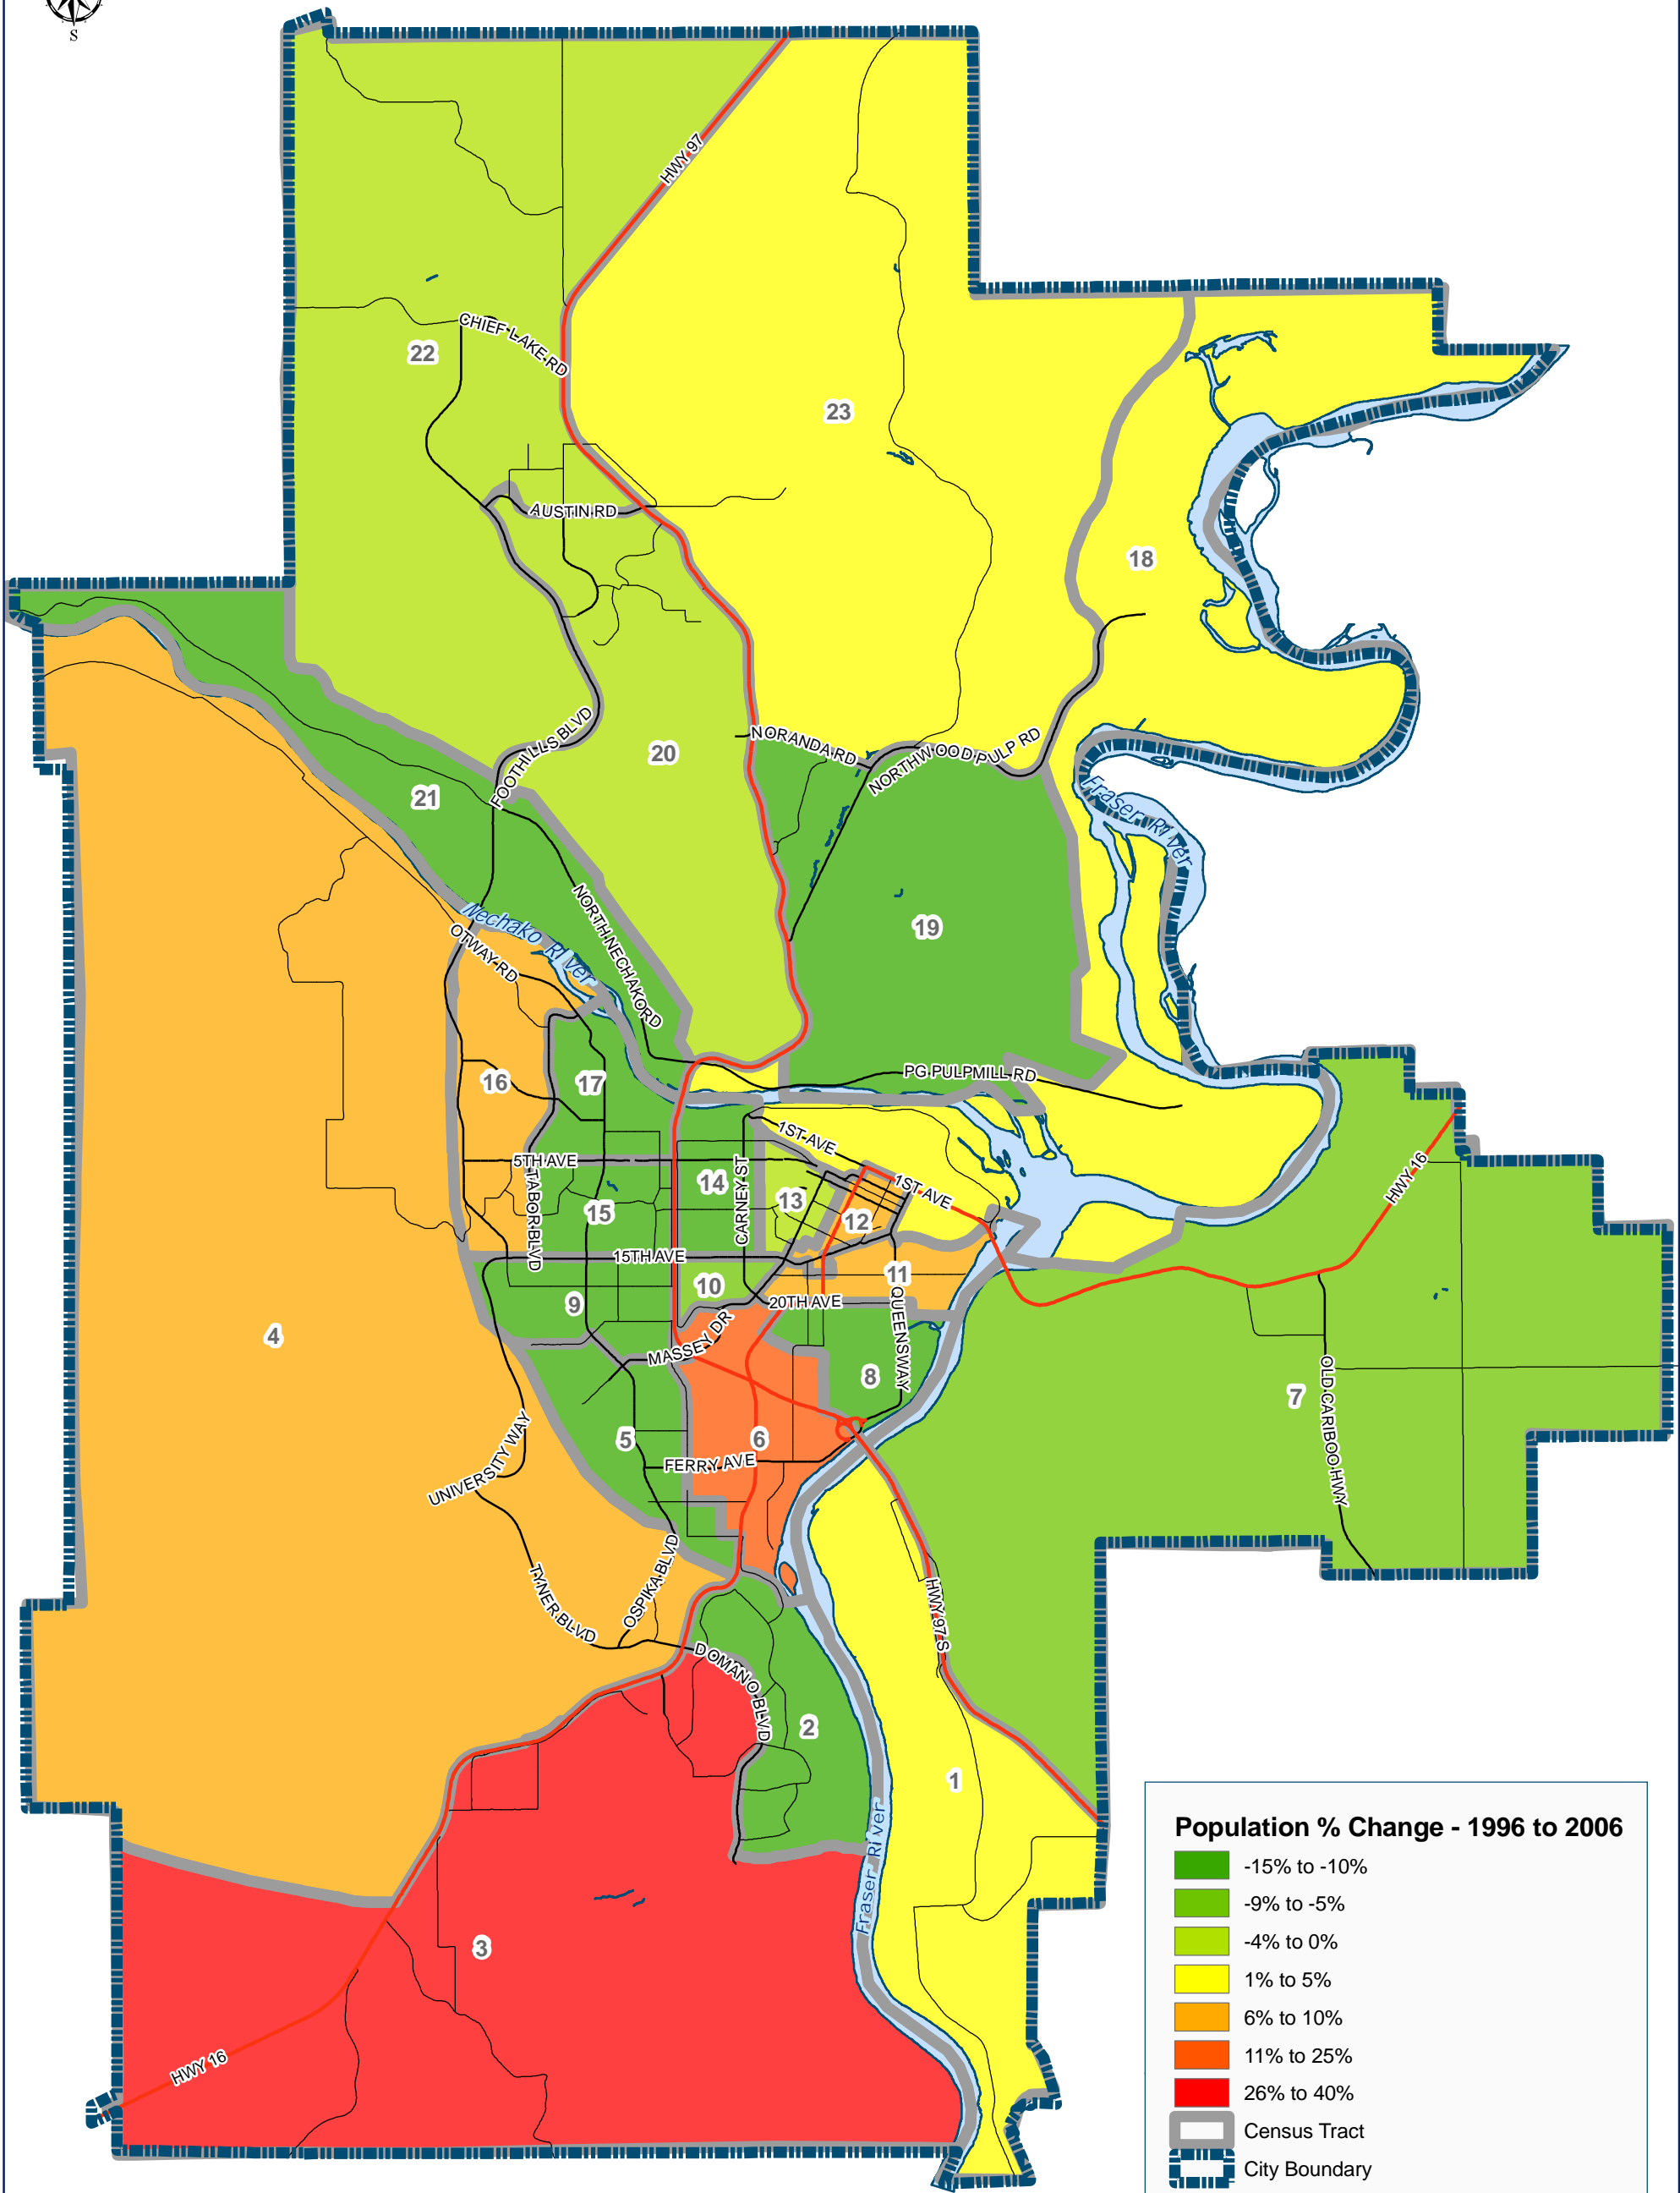 S
HWY 97
CHIEF LAKE RD
22
23
AUSTIN RD
18
FOOTHILLS BLVD
20
NORANDA RD
NORTHWOOD PULP RD
21
Fraser River
Nechako River
OTWAY RD
NORTH NECHAKO RD
19
16
17
PG PULPMILL RD
1ST AVE
5TH AVE
TABOR BLVD
14
CARNEY ST
13
1ST AVE
12
HWY 16
15
15TH AVE
11
10
9
20TH AVE
QUEENSWAY
4
MASSEY DR
8
7
OLD CARIBOO HWY
5
6
UNIVERSITY WAY
FERRY AVE
TYNER BLVD
OSPIKA BLVD
HWY 97 S
DOMANO BLVD
2
1
Fraser River
3
HWY 16
Population % Change - 1996 to 2006
-15% to -10%
-9% to -5%
-4% to 0%
1% to 5%
6% to 10%
11% to 25%
26% to 40%
Census Tract
City Boundary